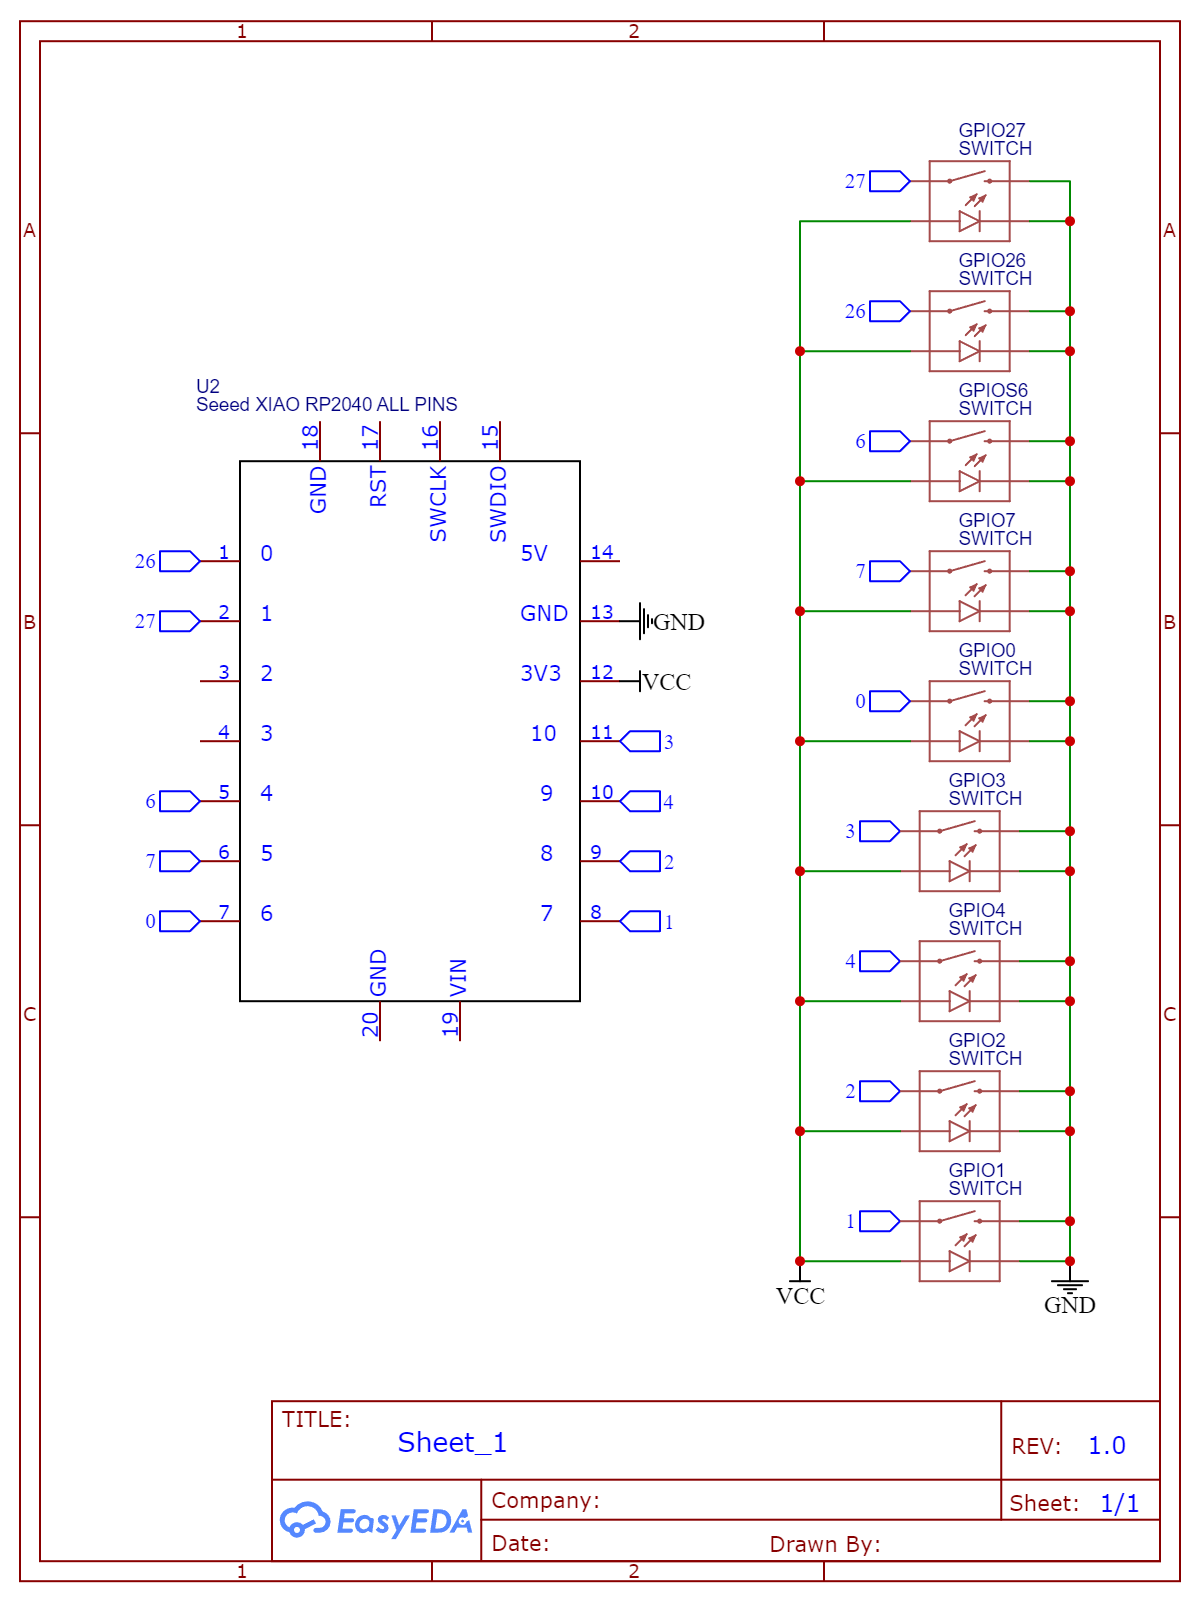 1
2
A
A
B
B
C
C
U2
Seeed XIAO RP2040 ALL PINS
18
17
16
15
GND
RST
SWCLK
SWDIO
26
1
0
27
2
1
3
2
4
3
6
5
4
7
6
5
0
7
6
5V
14
GND
13
GND
3V3
12
VCC
10
11
3
9
10
4
8
9
2
7
8
1
GND
VIN
20
19
GPIO27
SWITCH
27
GPIO26
SWITCH
26
GPIOS6
SWITCH
6
GPIO7
SWITCH
7
GPIO0
SWITCH
0
GPIO3
SWITCH
3
GPIO4
SWITCH
4
GPIO2
SWITCH
2
GPIO1
SWITCH
1
VCC
GND
TITLE:
Sheet_1
REV: 1.0
EasyEDA
Company:
Sheet: 1/1
Date:
Drawn By:
1
2